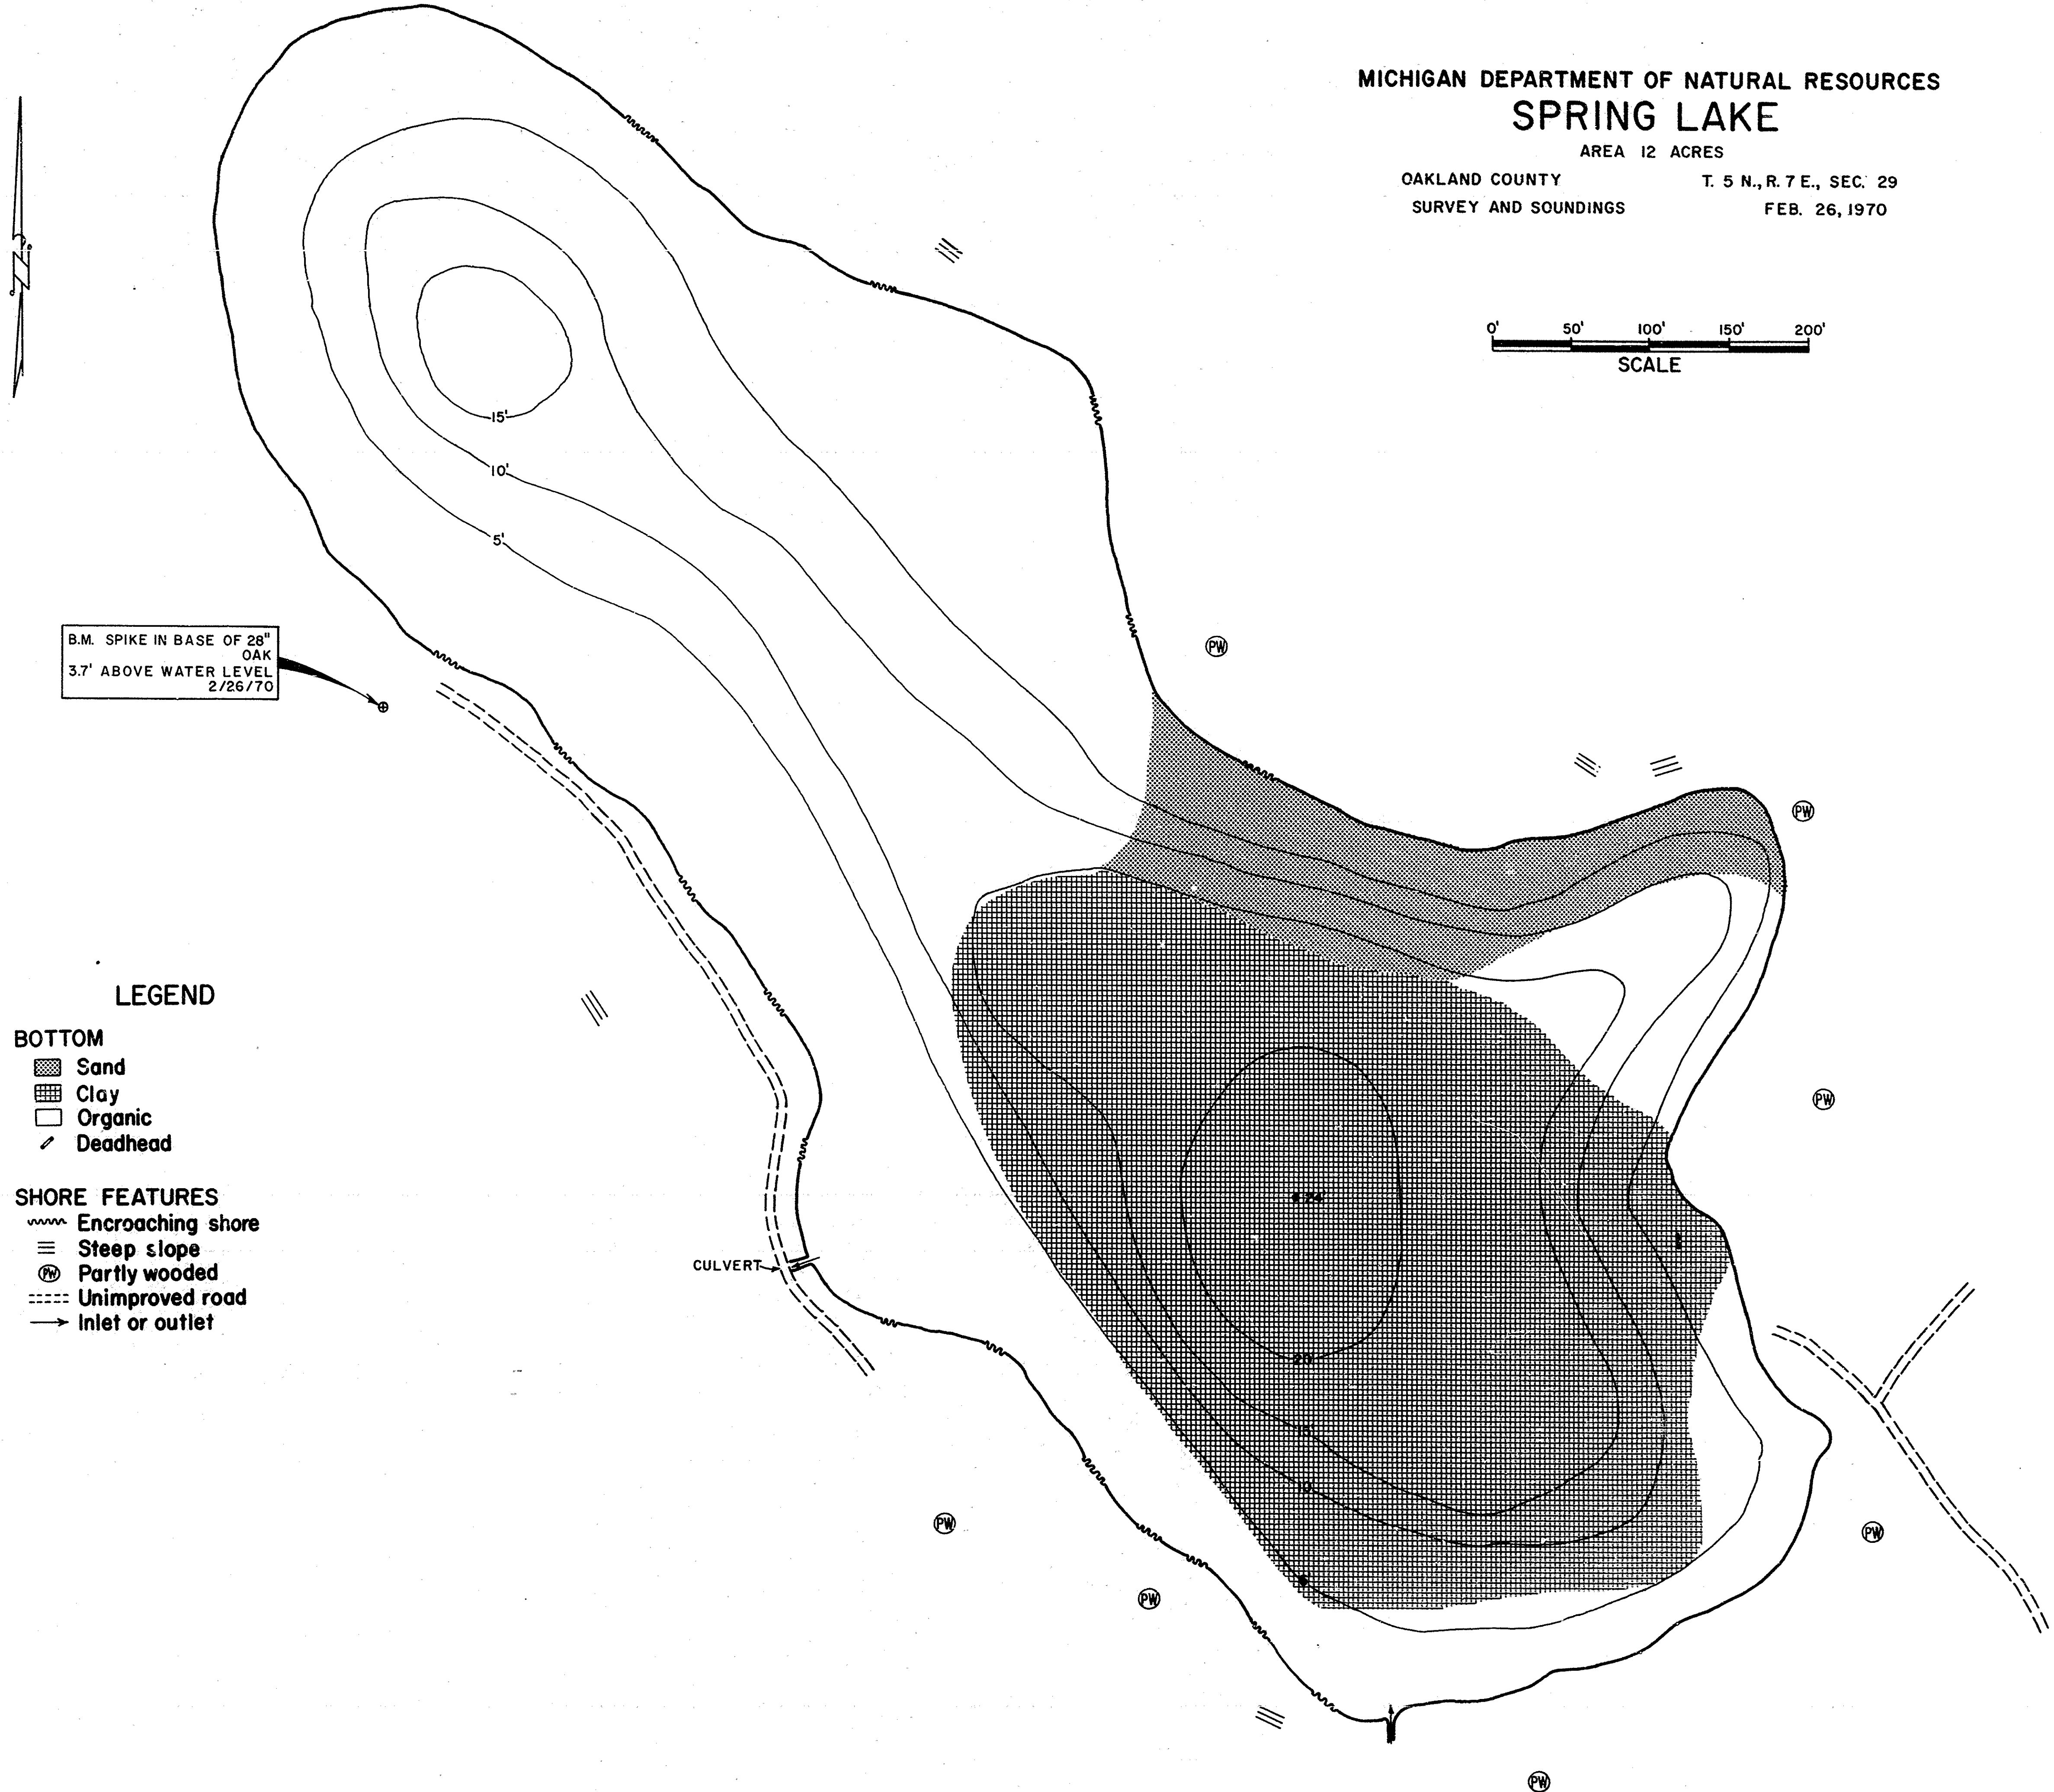 MICHIGAN DEPARTMENT OF NATURAL RESOURCES
SPRING LAKE
AREA 12 ACRES
OAKLAND COUNTY T. 5 N., R. 7 E., SEC. 29
SURVEY AND SOUNDINGS FEB. 26, 1970
0' 50' 100' 150' 200'
SCALE
N
15'
10'
5'
B.M. SPIKE IN BASE OF 28"
OAK
3.7' ABOVE WATER LEVEL
2/26/70
PW
PW
PW
LEGEND
BOTTOM
Sand
Clay
Organic
Deadhead
SHORE FEATURES
Encroaching shore
Steep slope
PW Partly wooded
Unimproved road
Inlet or outlet
CULVERT
24'
20'
15'
10'
PW
PW
PW
PW